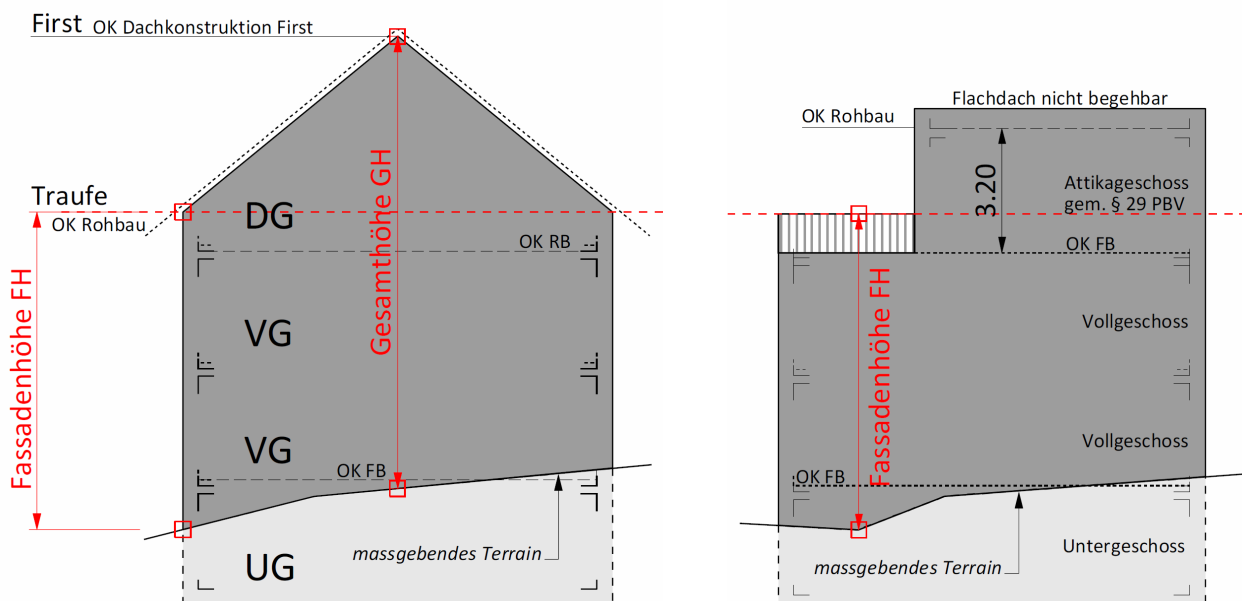 First OK Dachkonstruktion First
Traufe
OK Rohbau
Fassadenhöhe FH
Gesamthöhe GH
DG
OK RB
VG
VG
OK FB
massgebendes Terrain
UG
Flachdach nicht begehbar
OK Rohbau
3.20
Attikageschoss
gem. § 29 PBV
OK FB
Fassadenhöhe FH
Vollgeschoss
Vollgeschoss
OK FB
Untergeschoss
massgebendes Terrain